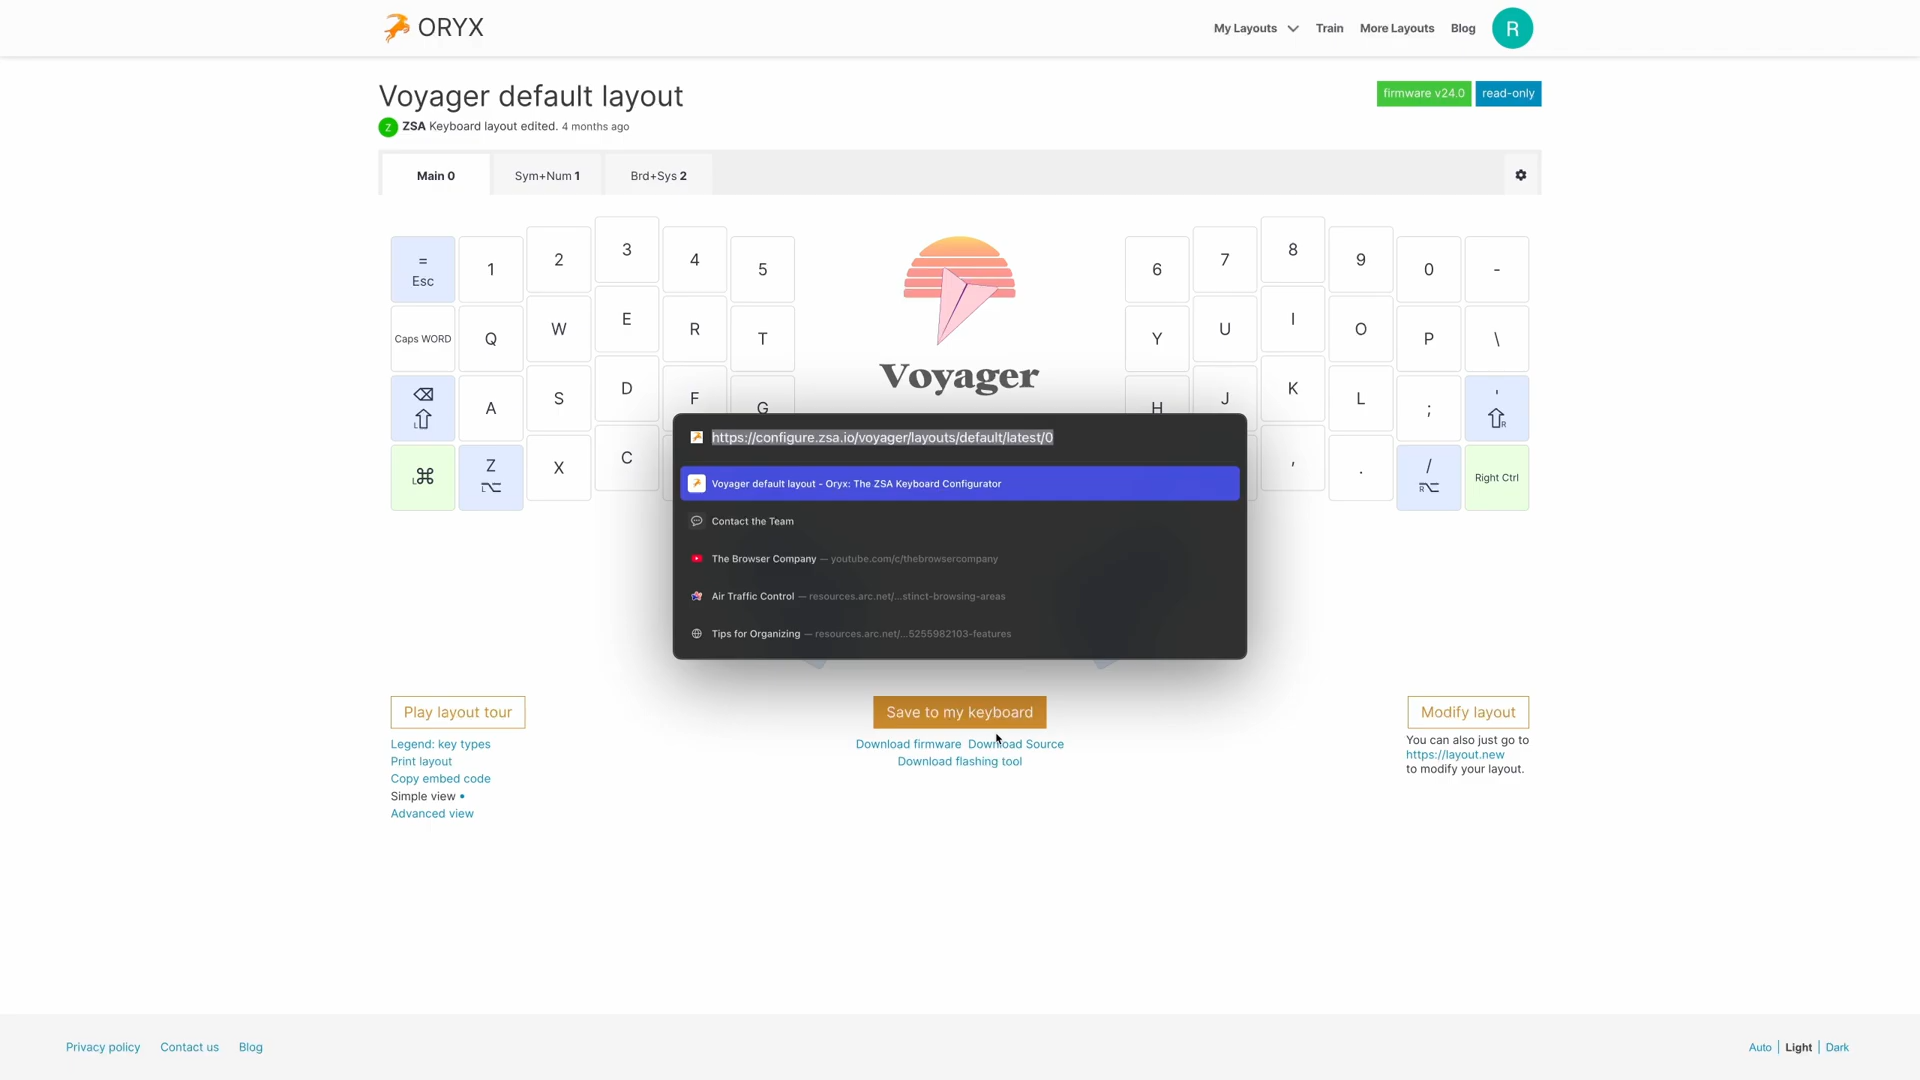 ORYX
My Layouts
Train
More Layouts
Blog
R
Voyager default layout
firmware v24.0
read-only
Z
ZSA Keyboard layout edited. 4 months ago
Main 0
Sym+Num 1
Brd+Sys 2
= 
Esc
1
2
3
4
5
6
7
8
9
0
-
Caps WORD
Q
W
E
R
T
Y
U
I
O
P
\
Voyager
L
A
S
D
F
G
H
J
K
L
;
'
R
L
Z
L
X
C
,
.
/
R
Right Ctrl
https://configure.zsa.io/voyager/layouts/default/latest/0
Voyager default layout - Oryx: The ZSA Keyboard Configurator
Contact the Team
The Browser Company — youtube.com/c/thebrowsercompany
Air Traffic Control — resources.arc.net/...stinct-browsing-areas
Tips for Organizing — resources.arc.net/...5255982103-features
Play layout tour
Legend: key types
Print layout
Copy embed code
Simple view •
Advanced view
Save to my keyboard
Download firmware Download Source
Download flashing tool
Modify layout
You can also just go to
https://layout.new
to modify your layout.
Privacy policy
Contact us
Blog
Auto | Light | Dark